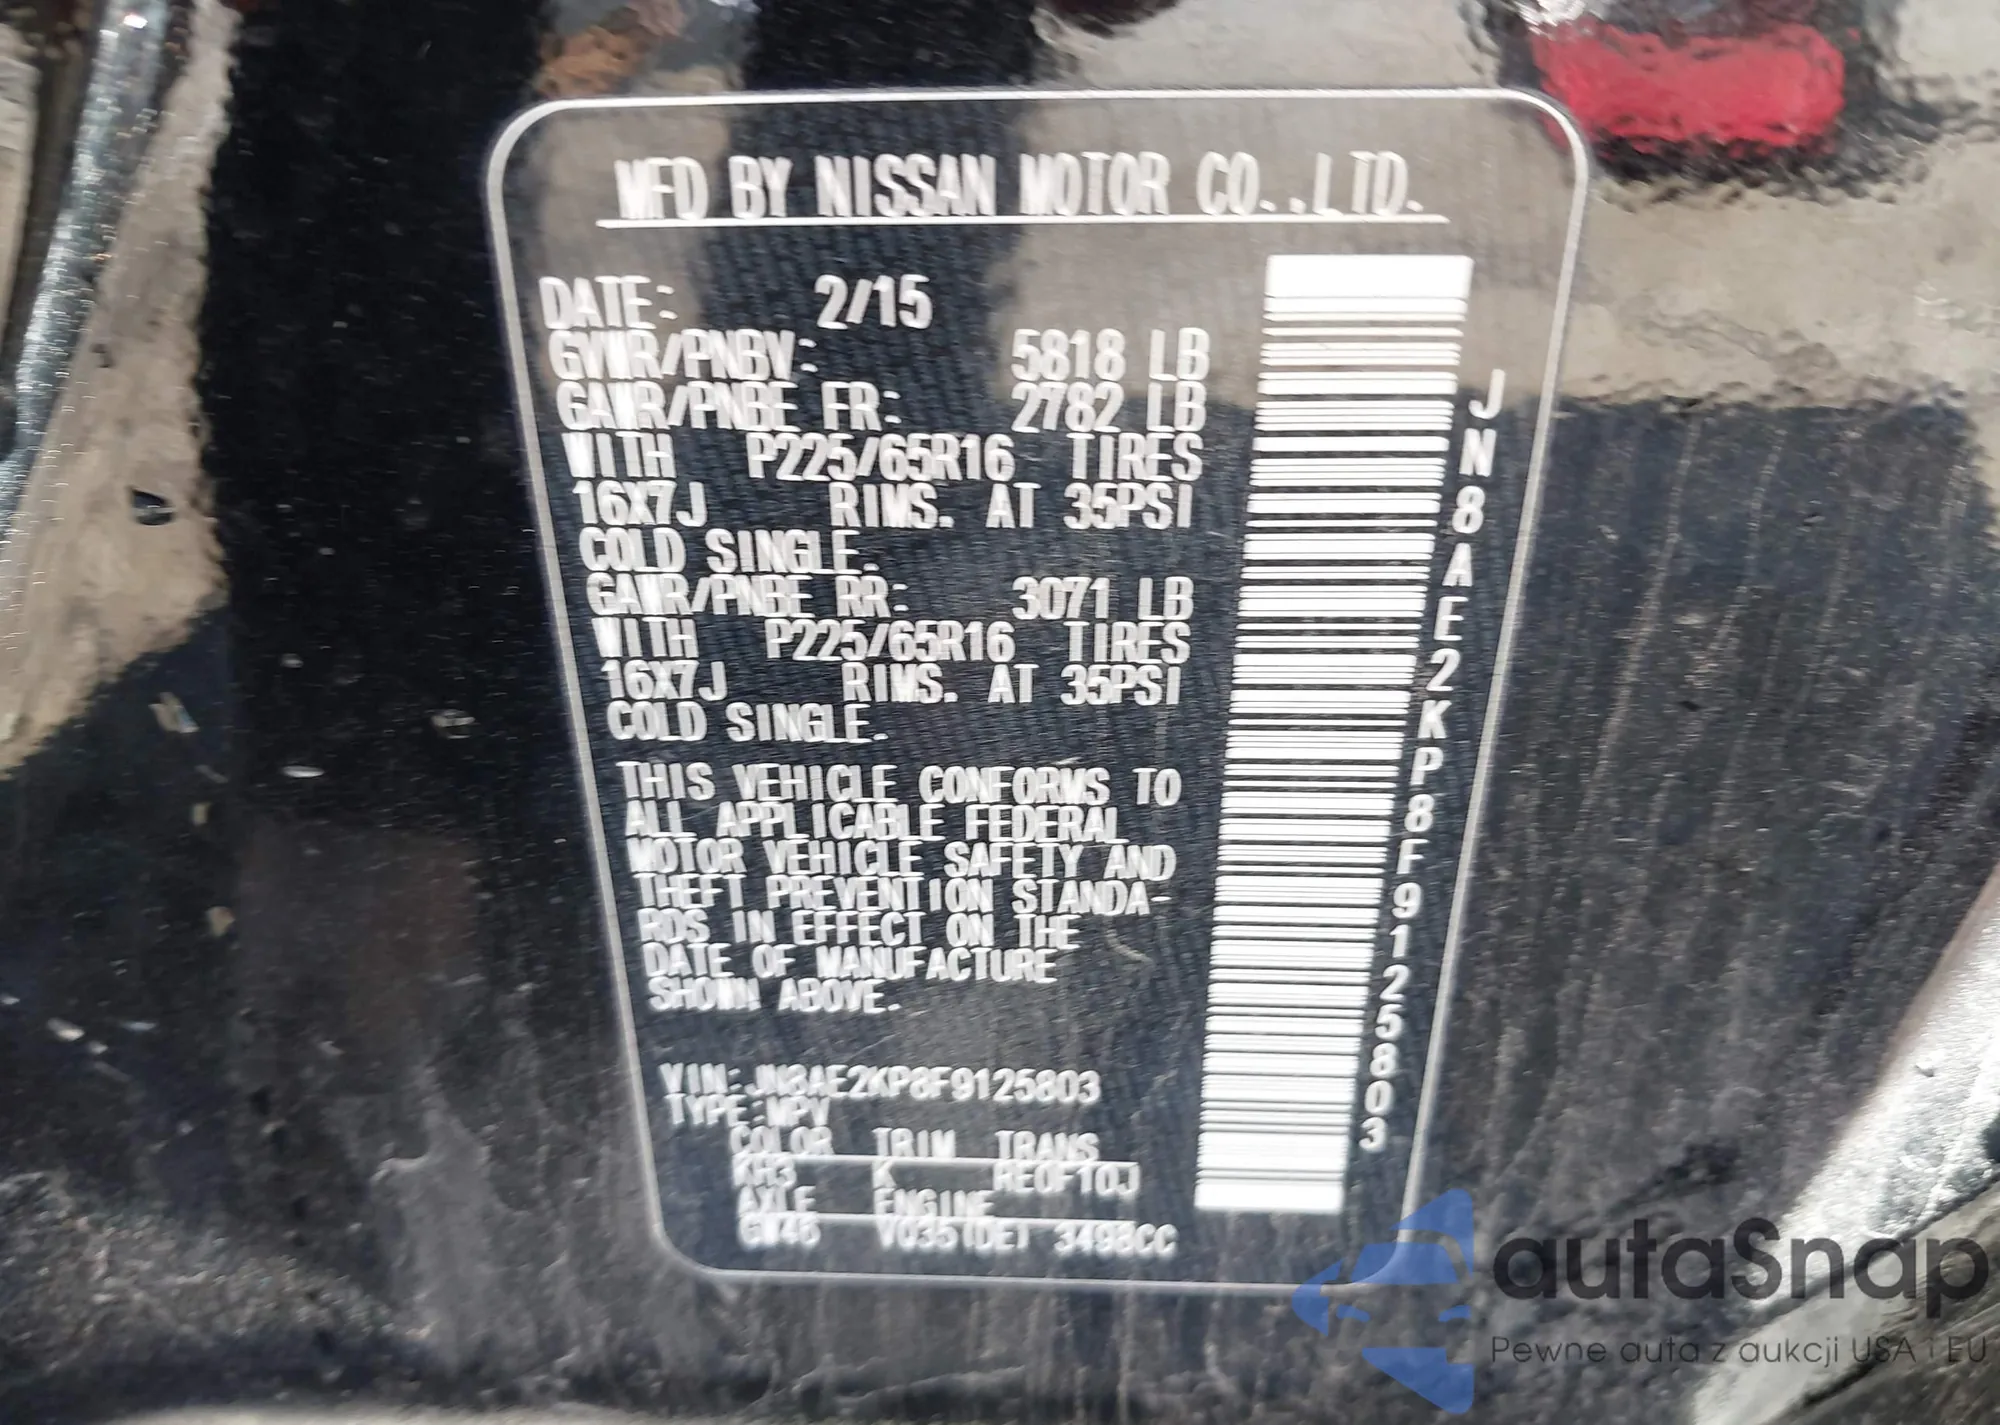 MFD BY NISSAN MOTOR CO.,LTD.
DATE: 2/15
GVWR/PNBV: 5818 LB
GAWR/PNBE FR: 2782 LB
WITH P225/65R16 TIRES
16X7J RIMS. AT 35PSI
COLD SINGLE.
GAWR/PNBE RR: 3071 LB
WITH P225/65R16 TIRES
16X7J RIMS. AT 35PSI
COLD SINGLE.
THIS VEHICLE CONFORMS TO
ALL APPLICABLE FEDERAL
MOTOR VEHICLE SAFETY AND
THEFT PREVENTION STANDA-
RDS IN EFFECT ON THE
DATE OF MANUFACTURE
SHOWN ABOVE.
VIN:JN8AE2KP8F9125803
TYPE:MPV
COLOR TRIM TRANS
KH3 K RE0F10J
AXLE ENGINE
VQ35(DE) 3498CC
JN8AE2KP8F9125803
autaSnap
Pewne auta z aukcji USA i EU